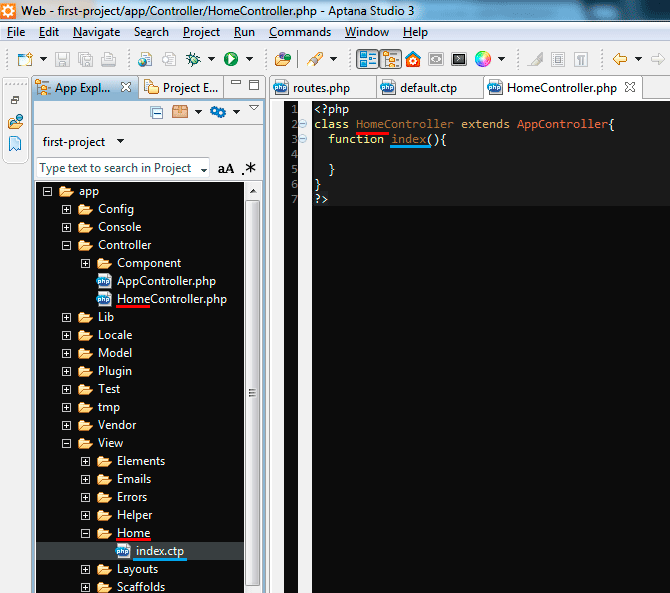 Web - first-project/app/Controller/HomeController.php - Aptana Studio 3
File Edit Navigate Search Project Run Commands Window Help
App Expl... Project E...
routes.php default.ctp HomeController.php
first-project
Type text to search in Project aA .*
app
Config
Console
Controller
Component
php AppController.php
php HomeController.php
Lib
Locale
Model
Plugin
Test
tmp
Vendor
View
Elements
Emails
Errors
Helper
Home
php index.ctp
Layouts
Scaffolds
1 <?php
2 class HomeController extends AppController{
3 function index(){
4
5 }
6 }
7 ?>